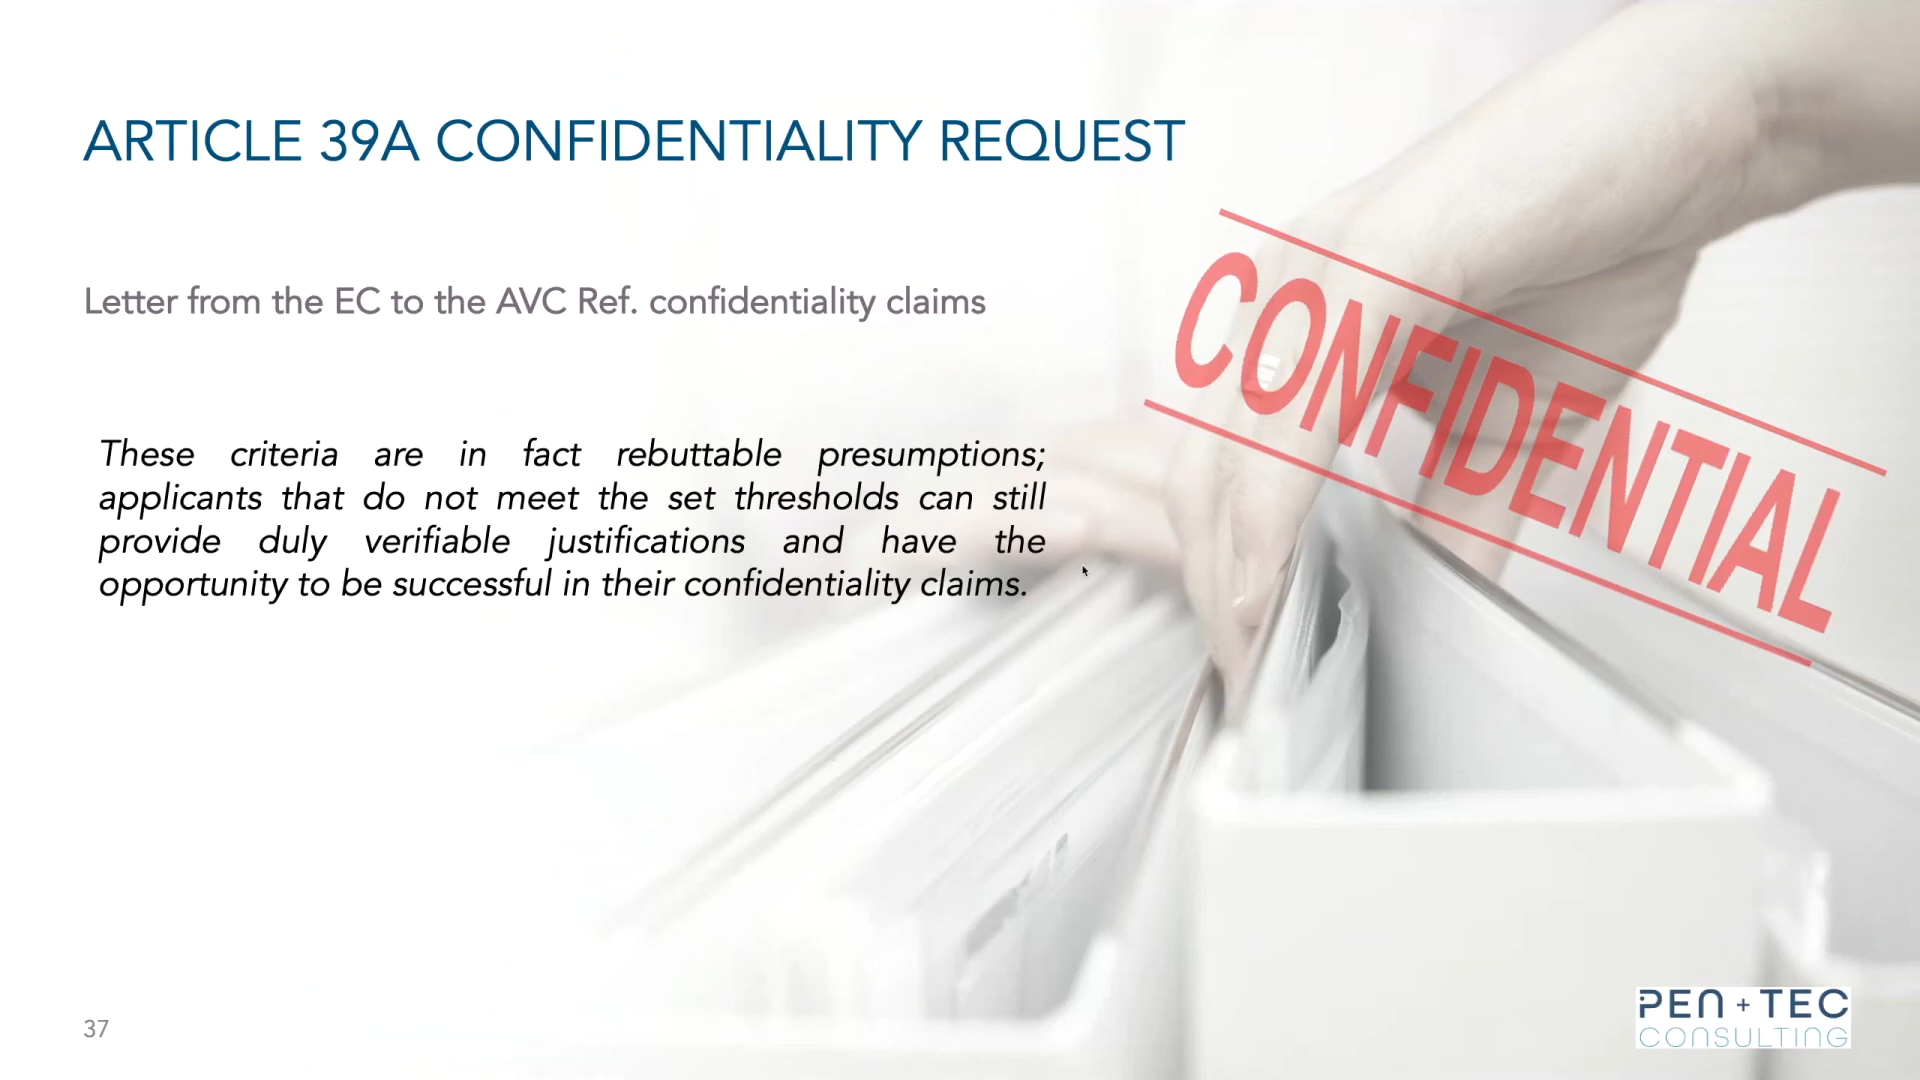 ARTICLE 39A CONFIDENTIALITY REQUEST
Letter from the EC to the AVC Ref. confidentiality claims
These criteria are in fact rebuttable presumptions;
applicants that do not meet the set thresholds can still
provide duly verifiable justifications and have the
opportunity to be successful in their confidentiality claims.
CONFIDENTIAL
37
PEN + TEC
CONSULTING